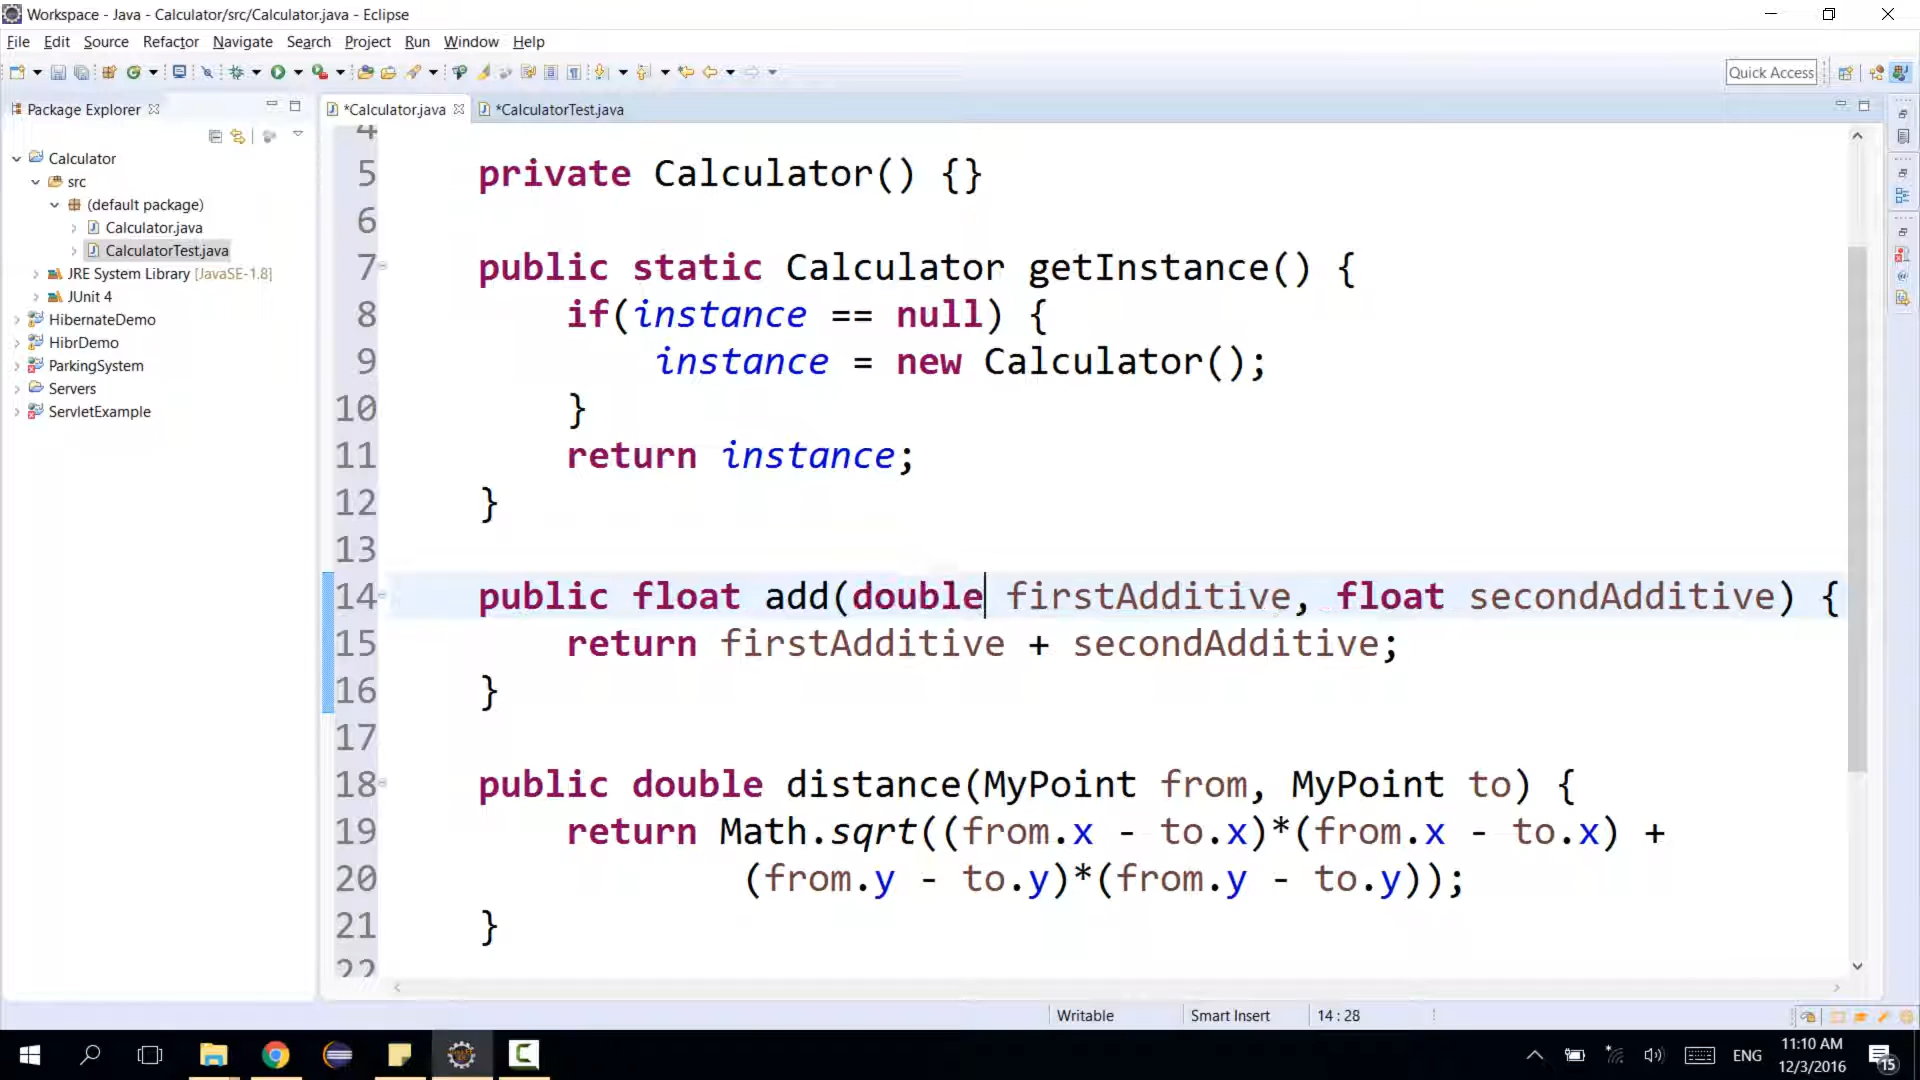 Workspace - Java - Calculator/src/Calculator.java - Eclipse
File Edit Source Refactor Navigate Search Project Run Window Help
Quick Access
Package Explorer
*Calculator.java
*CalculatorTest.java
Calculator
src
(default package)
Calculator.java
CalculatorTest.java
JRE System Library [JavaSE-1.8]
JUnit 4
HibernateDemo
HibrDemo
ParkingSystem
Servers
ServletExample
4
5 private Calculator() {}
6
7 public static Calculator getInstance() {
8 if(instance == null) {
9 instance = new Calculator();
10 }
11 return instance;
12 }
13
14 public float add(double firstAdditive, float secondAdditive) {
15 return firstAdditive + secondAdditive;
16 }
17
18 public double distance(MyPoint from, MyPoint to) {
19 return Math.sqrt((from.x - to.x)*(from.x - to.x) +
20 (from.y - to.y)*(from.y - to.y));
21 }
22
Writable Smart Insert 14 : 28
ENG
11:10 AM
12/3/2016
15